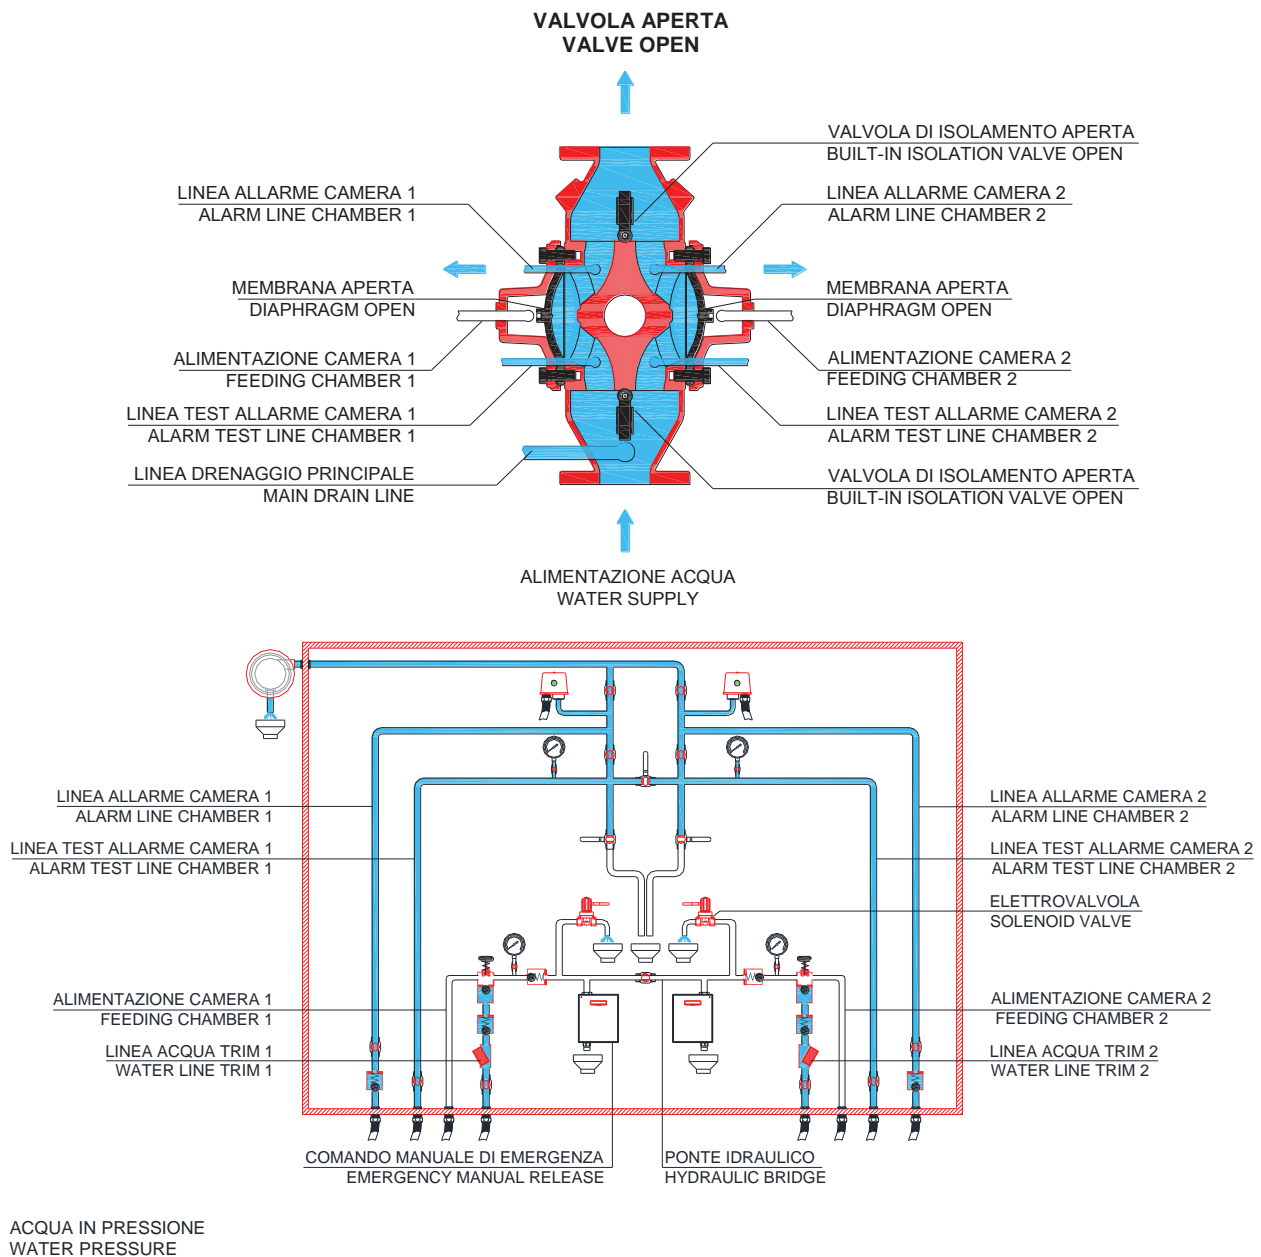 VALVOLA APERTA
VALVE OPEN
VALVOLA DI ISOLAMENTO APERTA
BUILT-IN ISOLATION VALVE OPEN
LINEA ALLARME CAMERA 1
ALARM LINE CHAMBER 1
LINEA ALLARME CAMERA 2
ALARM LINE CHAMBER 2
MEMBRANA APERTA
DIAPHRAGM OPEN
MEMBRANA APERTA
DIAPHRAGM OPEN
ALIMENTAZIONE CAMERA 1
FEEDING CHAMBER 1
ALIMENTAZIONE CAMERA 2
FEEDING CHAMBER 2
LINEA TEST ALLARME CAMERA 1
ALARM TEST LINE CHAMBER 1
LINEA TEST ALLARME CAMERA 2
ALARM TEST LINE CHAMBER 2
LINEA DRENAGGIO PRINCIPALE
MAIN DRAIN LINE
VALVOLA DI ISOLAMENTO APERTA
BUILT-IN ISOLATION VALVE OPEN
ALIMENTAZIONE ACQUA
WATER SUPPLY
LINEA ALLARME CAMERA 1
ALARM LINE CHAMBER 1
LINEA ALLARME CAMERA 2
ALARM LINE CHAMBER 2
LINEA TEST ALLARME CAMERA 1
ALARM TEST LINE CHAMBER 1
LINEA TEST ALLARME CAMERA 2
ALARM TEST LINE CHAMBER 2
ELETTROVALVOLA
SOLENOID VALVE
ALIMENTAZIONE CAMERA 1
FEEDING CHAMBER 1
ALIMENTAZIONE CAMERA 2
FEEDING CHAMBER 2
LINEA ACQUA TRIM 1
WATER LINE TRIM 1
LINEA ACQUA TRIM 2
WATER LINE TRIM 2
COMANDO MANUALE DI EMERGENZA
EMERGENCY MANUAL RELEASE
PONTE IDRAULICO
HYDRAULIC BRIDGE
ACQUA IN PRESSIONE
WATER PRESSURE